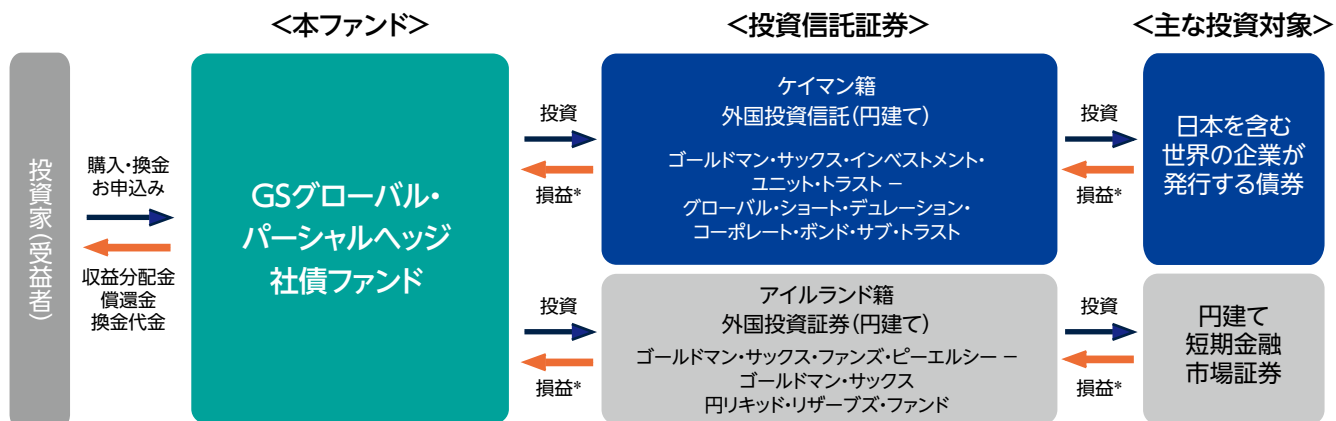 <本ファンド>
<投資信託証券>
<主な投資対象>
投資家(受益者)
購入・換金
お申込み
収益分配金
償還金
換金代金
GSグローバル・
パーシャルヘッジ
社債ファンド
投資
損益*
ケイマン籍
外国投資信託(円建て)
ゴールドマン・サックス・インベストメント・
ユニット・トラスト −
グローバル・ショート・デュレーション・
コーポレート・ボンド・サブ・トラスト
投資
損益*
日本を含む
世界の企業が
発行する債券
投資
損益*
アイルランド籍
外国投資証券(円建て)
ゴールドマン・サックス・ファンズ・ピーエルシー −
ゴールドマン・サックス
円リキッド・リザーブズ・ファンド
投資
損益*
円建て
短期金融
市場証券